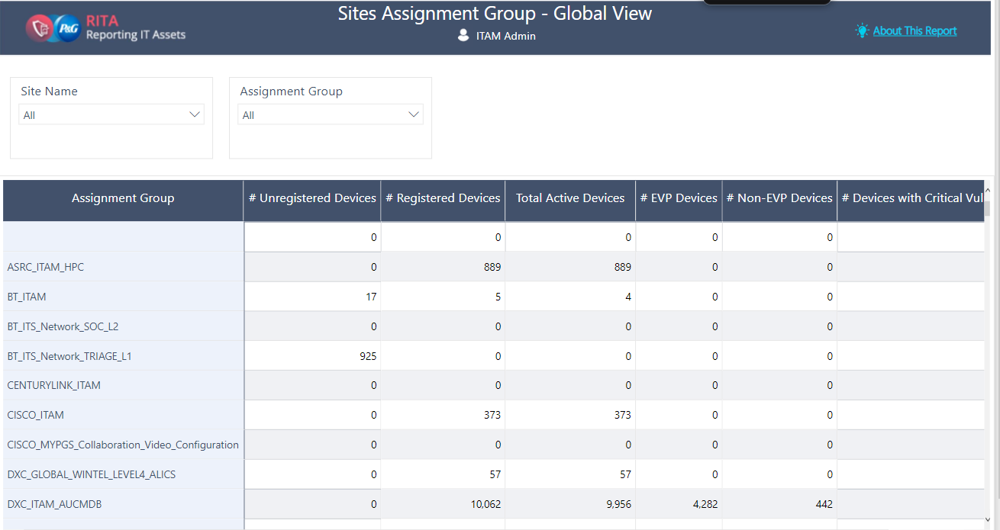 Sites Assignment Group - Global View
RITA
P&G
Reporting IT Assets
ITAM Admin
About This Report
Site Name
Assignment Group
All
All
Assignment Group # Unregistered Devices # Registered Devices Total Active Devices # EVP Devices # Non-EVP Devices # Devices with Critical Vul
0 0 0 0 0
ASRC_ITAM_HPC 0 889 889 0 0
BT_ITAM 17 5 4 0 0
BT_ITS_Network_SOC_L2 0 0 0 0 0
BT_ITS_Network_TRIAGE_L1 925 0 0 0 0
CENTURYLINK_ITAM 0 0 0 0 0
CISCO_ITAM 0 373 373 0 0
CISCO_MYPGS_Collaboration_Video_Configuration 0 0 0 0 0
DXC_GLOBAL_WINTEL_LEVEL4_ALICS 0 57 57 0 0
DXC_ITAM_AUCMDB 0 10,062 9,956 4,282 442